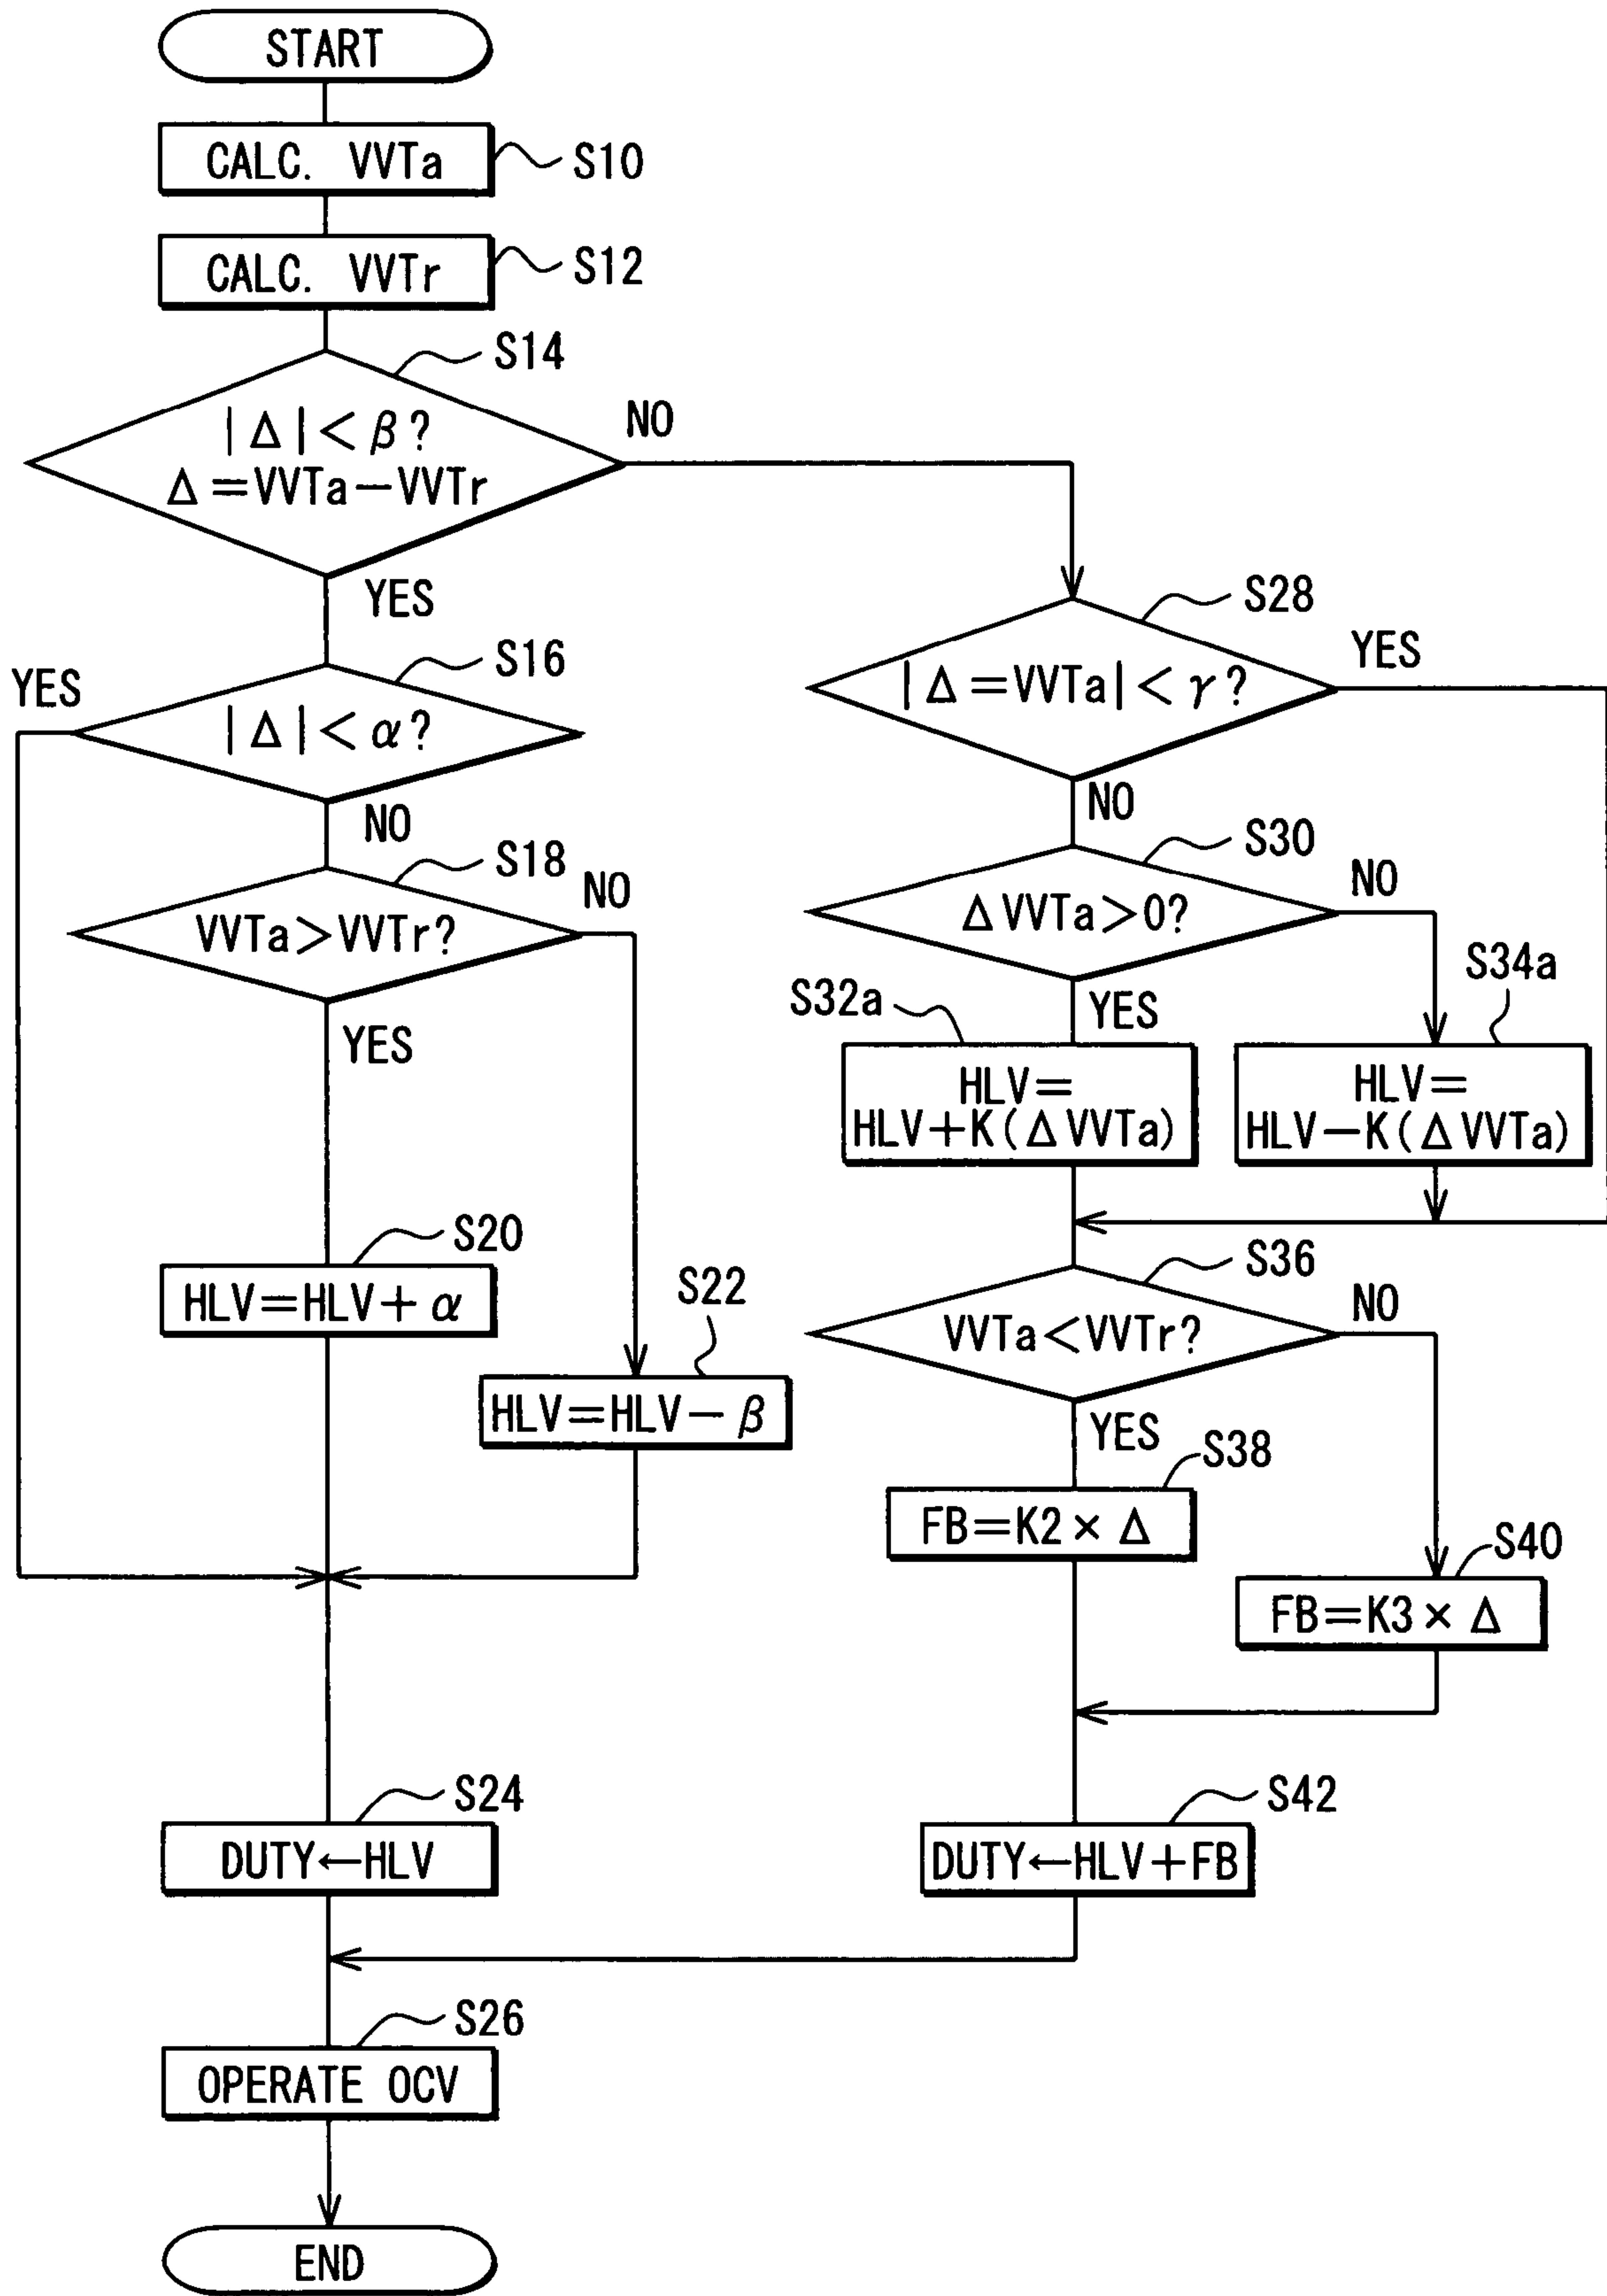 START
CALC. VVTa
S10
CALC. VVTr
S12
S14
|Δ|<β?
Δ=VVTa−VVTr
NO
YES
S16
YES
|Δ|<α?
NO
S18
VVTa>VVTr?
NO
YES
S20
HLV=HLV+α
S22
HLV=HLV−β
S24
DUTY←HLV
S26
OPERATE OCV
END
S28
|Δ=VVTa|<γ?
YES
NO
S30
ΔVVTa>0?
NO
YES
S32a
HLV=
HLV+K(ΔVVTa)
S34a
HLV=
HLV−K(ΔVVTa)
S36
VVTa<VVTr?
NO
YES
S38
FB=K2×Δ
S40
FB=K3×Δ
S42
DUTY←HLV+FB